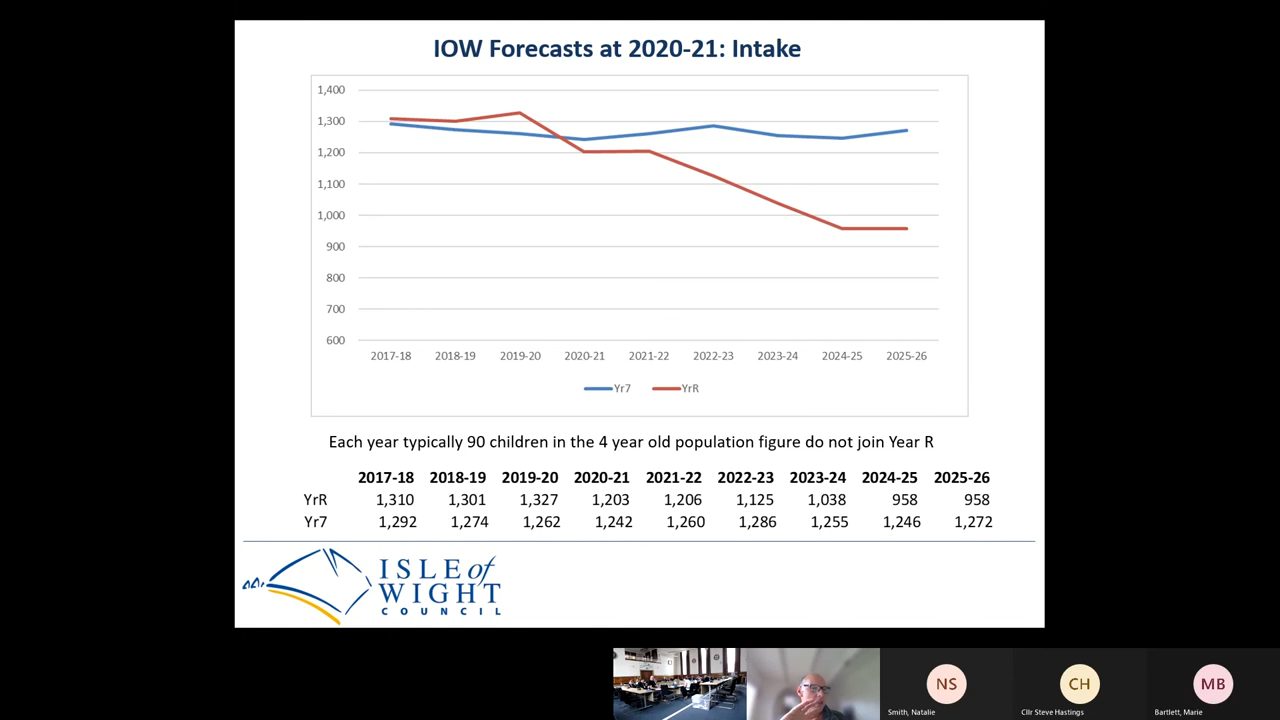 IOW Forecasts at 2020-21: Intake
1,400
1,300
1,200
1,100
1,000
900
800
700
600
2017-18 2018-19 2019-20 2020-21 2021-22 2022-23 2023-24 2024-25 2025-26
Yr7 YrR
Each year typically 90 children in the 4 year old population figure do not join Year R
2017-18 2018-19 2019-20 2020-21 2021-22 2022-23 2023-24 2024-25 2025-26
YrR 1,310 1,301 1,327 1,203 1,206 1,125 1,038 958 958
Yr7 1,292 1,274 1,262 1,242 1,260 1,286 1,255 1,246 1,272
ISLE of
WIGHT
COUNCIL
NS CH MB
Smith, Natalie Cllr Steve Hastings Bartlett, Marie